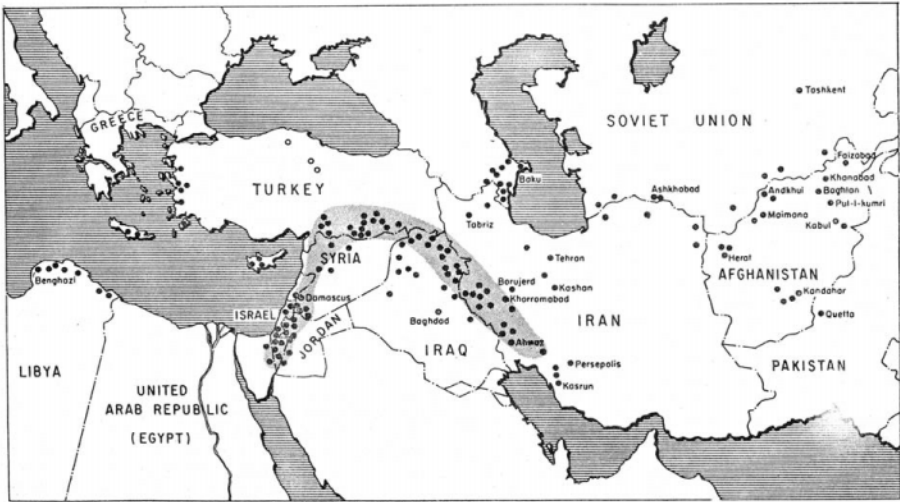 GREECE
TURKEY
SOVIET UNION
Toshkent
Faizabad
Khanabad
Baghlan
Pul-I-kumri
Kabul
Andkhui
Maimana
Ashkhabad
Baku
Tabriz
Tehran
Kashan
Herat
AFGHANISTAN
Kandahar
Quetta
SYRIA
Borujerd
Khorramabad
Damascus
ISRAEL
JORDAN
Baghdad
IRAQ
Ahwaz
IRAN
Persepolis
Kasrun
PAKISTAN
Benghazi
LIBYA
UNITED
ARAB REPUBLIC
(EGYPT)